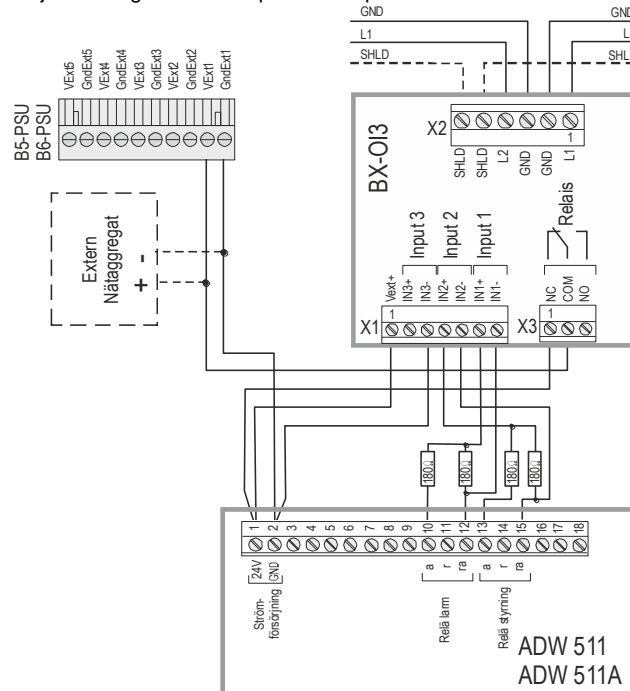 GND
L1
SHLD
GND
VExt5
GndExt5
VExt4
GndExt4
VExt3
GndExt3
VExt2
GndExt2
VExt1
GndExt1
B5-PSU
B6-PSU
Extern
Nätaggregat
+ -
BX-OI3
X2
1
SHLD
SHLD
L2
GND
GND
L1
Relais
Input 3
Input 2
Input 1
Vext+
IN3+
IN3-
IN2+
IN2-
IN1+
IN1-
NC
COM
NO
X1
1
X3
1
180Ω
180Ω
180Ω
180Ω
1
2
3
4
5
6
7
8
9
10
11
12
13
14
15
16
17
18
24V
GND
a
r
ra
a
r
ra
Ström-
försörjning
Relä larm
Relä styrning
ADW 511
ADW 511A